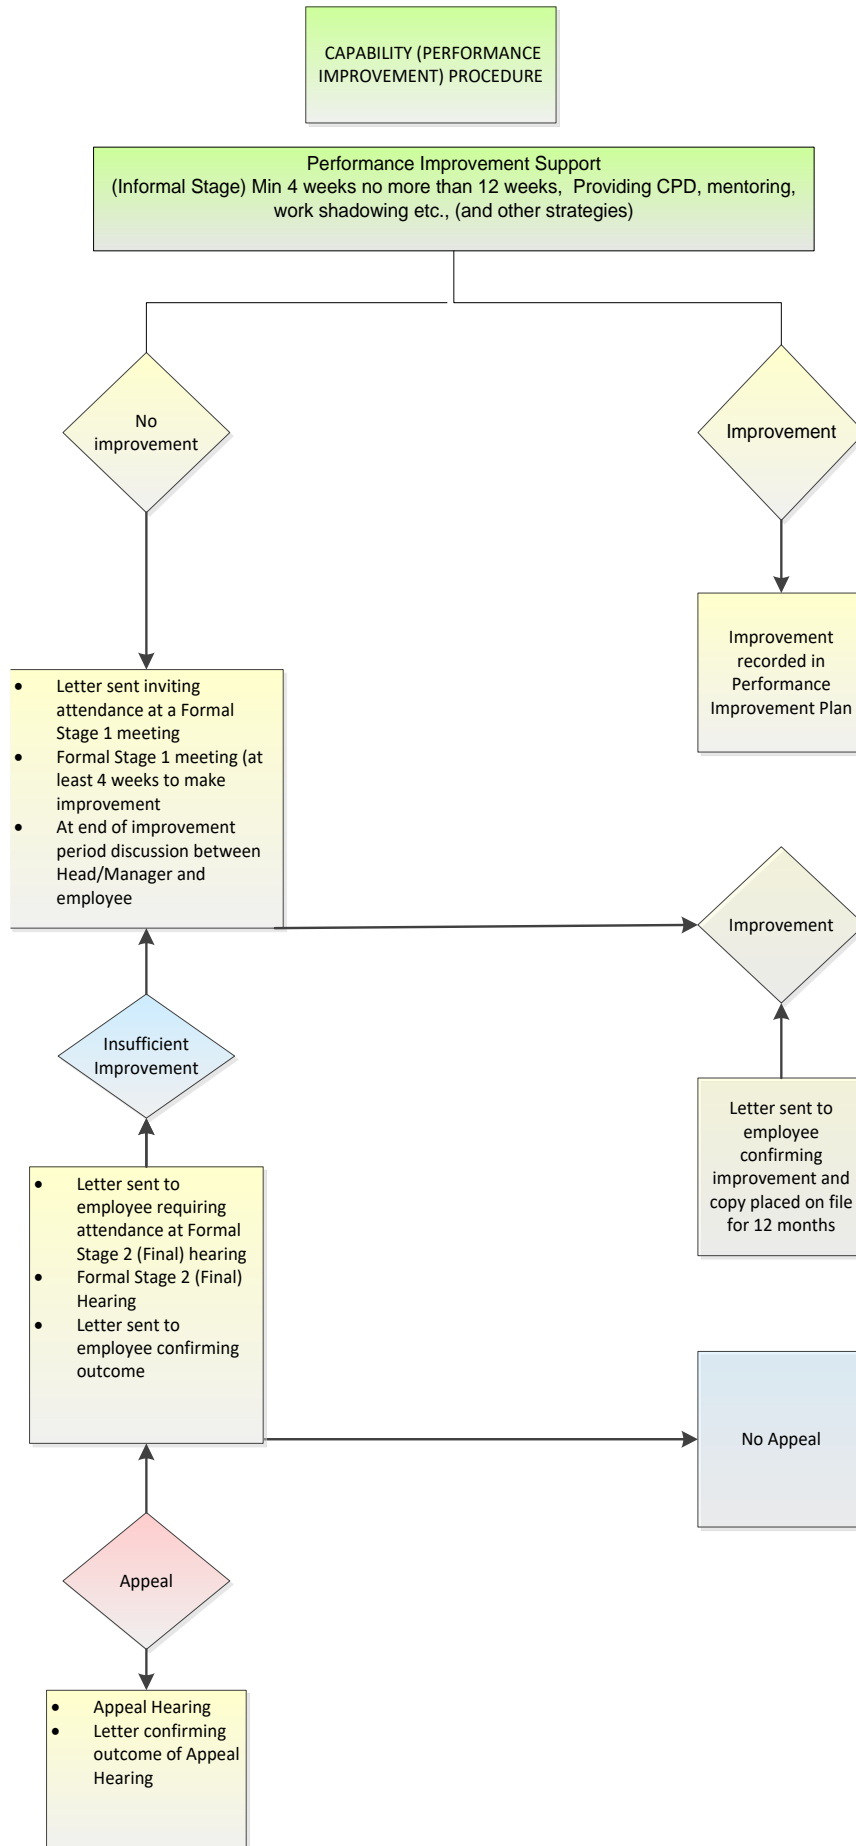 CAPABILITY (PERFORMANCE
IMPROVEMENT) PROCEDURE
Performance Improvement Support
(Informal Stage) Min 4 weeks no more than 12 weeks, Providing CPD, mentoring,
work shadowing etc., (and other strategies)
No
improvement
Improvement
Improvement
recorded in
Performance
Improvement Plan
• Letter sent inviting
attendance at a Formal
Stage 1 meeting
• Formal Stage 1 meeting (at
least 4 weeks to make
improvement
• At end of improvement
period discussion between
Head/Manager and
employee
Improvement
Insufficient
Improvement
Letter sent to
employee
confirming
improvement and
copy placed on file
for 12 months
• Letter sent to
employee requiring
attendance at Formal
Stage 2 (Final) hearing
• Formal Stage 2 (Final)
Hearing
• Letter sent to
employee confirming
outcome
No Appeal
Appeal
• Appeal Hearing
• Letter confirming
outcome of Appeal
Hearing